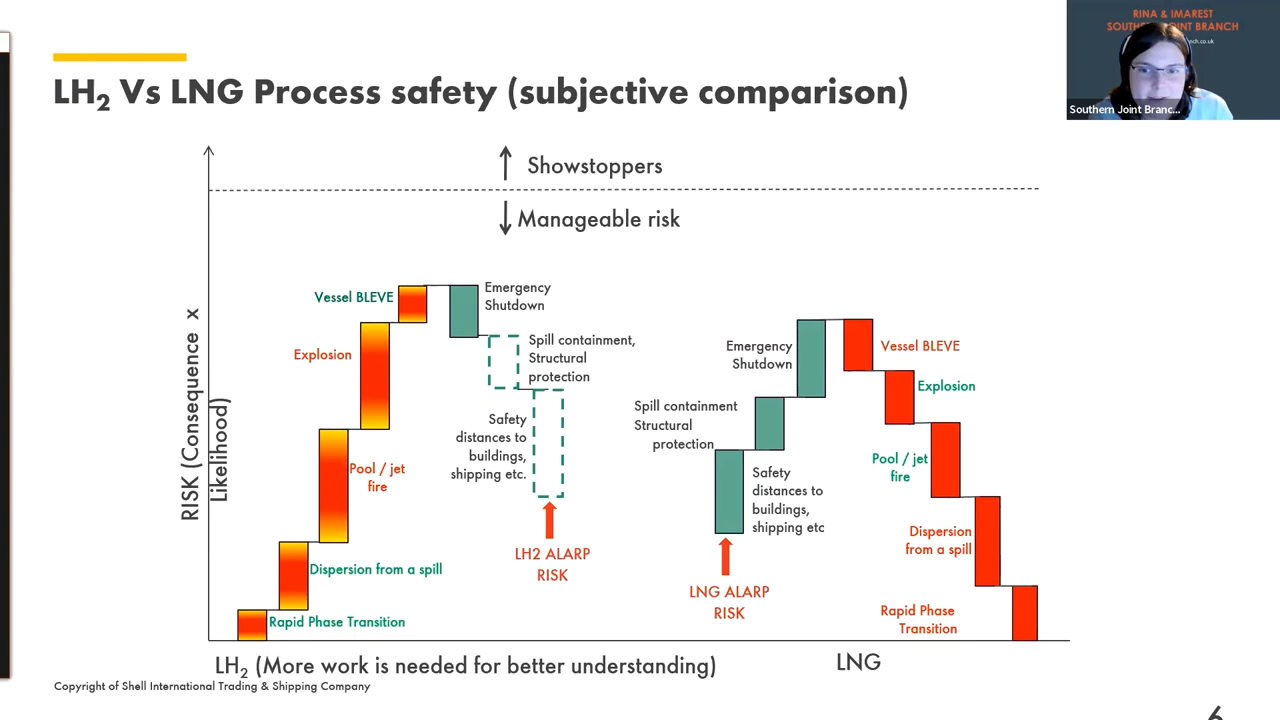 RINA & IMAREST
Southern Joint Branc...
LH2 Vs LNG Process safety (subjective comparison)
Showstoppers
Manageable risk
RISK (Consequence x
Likelihood)
Vessel BLEVE
Explosion
Pool / jet
fire
Dispersion from a spill
Rapid Phase Transition
Emergency
Shutdown
Spill containment,
Structural
protection
Safety
distances to
buildings,
shipping etc.
LH2 ALARP
RISK
Emergency
Shutdown
Spill containment
Structural
protection
Safety
distances to
buildings,
shipping etc
LNG ALARP
RISK
Vessel BLEVE
Explosion
Pool / jet
fire
Dispersion
from a spill
Rapid Phase
Transition
LH2 (More work is needed for better understanding)
LNG
Copyright of Shell International Trading & Shipping Company
6